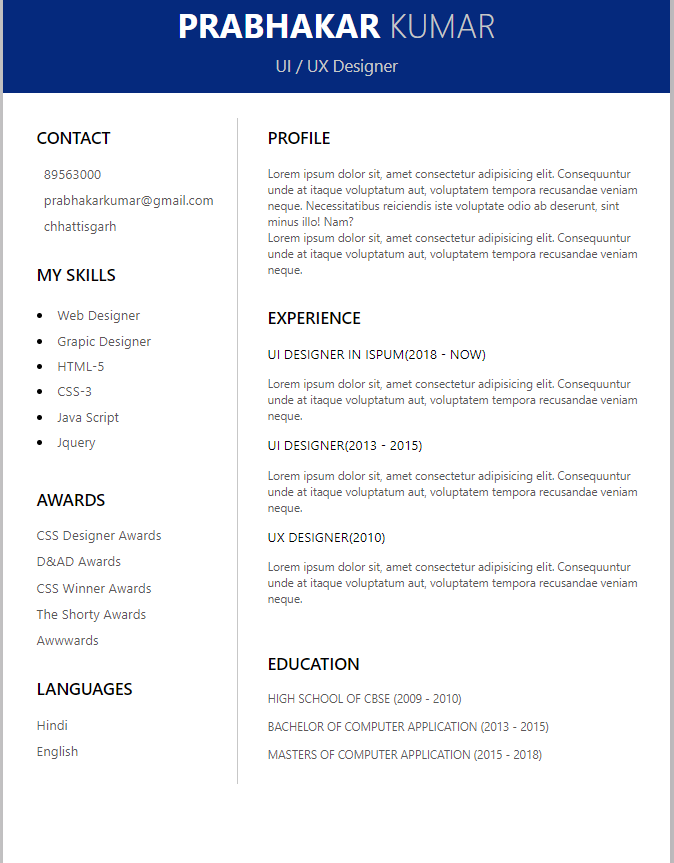 PRABHAKAR KUMAR
UI / UX Designer
CONTACT
89563000
prabhakarkumar@gmail.com
chhattisgarh
MY SKILLS
Web Designer
Grapic Designer
HTML-5
CSS-3
Java Script
Jquery
AWARDS
CSS Designer Awards
D&AD Awards
CSS Winner Awards
The Shorty Awards
Awwwards
LANGUAGES
Hindi
English
PROFILE
Lorem ipsum dolor sit, amet consectetur adipisicing elit. Consequuntur
unde at itaque voluptatum aut, voluptatem tempora recusandae veniam
neque. Necessitatibus reiciendis iste voluptate odio ab deserunt, sint
minus illo! Nam?
Lorem ipsum dolor sit, amet consectetur adipisicing elit. Consequuntur
unde at itaque voluptatum aut, voluptatem tempora recusandae veniam
neque.
EXPERIENCE
UI DESIGNER IN ISPUM(2018 - NOW)
Lorem ipsum dolor sit, amet consectetur adipisicing elit. Consequuntur
unde at itaque voluptatum aut, voluptatem tempora recusandae veniam
neque.
UI DESIGNER(2013 - 2015)
Lorem ipsum dolor sit, amet consectetur adipisicing elit. Consequuntur
unde at itaque voluptatum aut, voluptatem tempora recusandae veniam
neque.
UX DESIGNER(2010)
Lorem ipsum dolor sit, amet consectetur adipisicing elit. Consequuntur
unde at itaque voluptatum aut, voluptatem tempora recusandae veniam
neque.
EDUCATION
HIGH SCHOOL OF CBSE (2009 - 2010)
BACHELOR OF COMPUTER APPLICATION (2013 - 2015)
MASTERS OF COMPUTER APPLICATION (2015 - 2018)